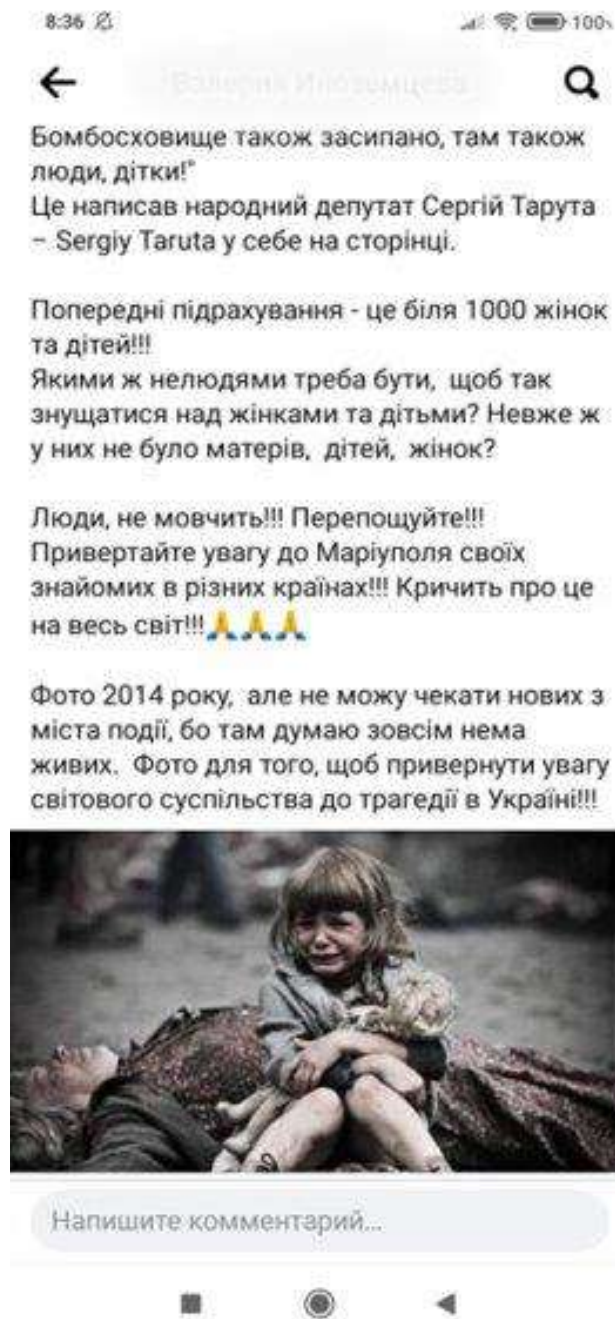 8:36
100
Валерия Иноземцева
Бомбосховище також засипано, там також
люди, дітки!"
Це написав народний депутат Сергій Тарута
– Sergiy Taruta у себе на сторінці.
Попередні підрахування - це біля 1000 жінок
та дітей!!!
Якими ж нелюдями треба бути, щоб так
знущатися над жінками та дітьми? Невже ж
у них не було матерів, дітей, жінок?
Люди, не мовчить!!! Перепощуйте!!!
Привертайте увагу до Маріуполя своїх
знайомих в різних країнах!!! Кричить про це
на весь світ!!!🙏🙏🙏
Фото 2014 року, але не можу чекати нових з
міста події, бо там думаю зовсім нема
живих. Фото для того, щоб привернути увагу
світового суспільства до трагедії в Україні!!!
Напишите комментарий...